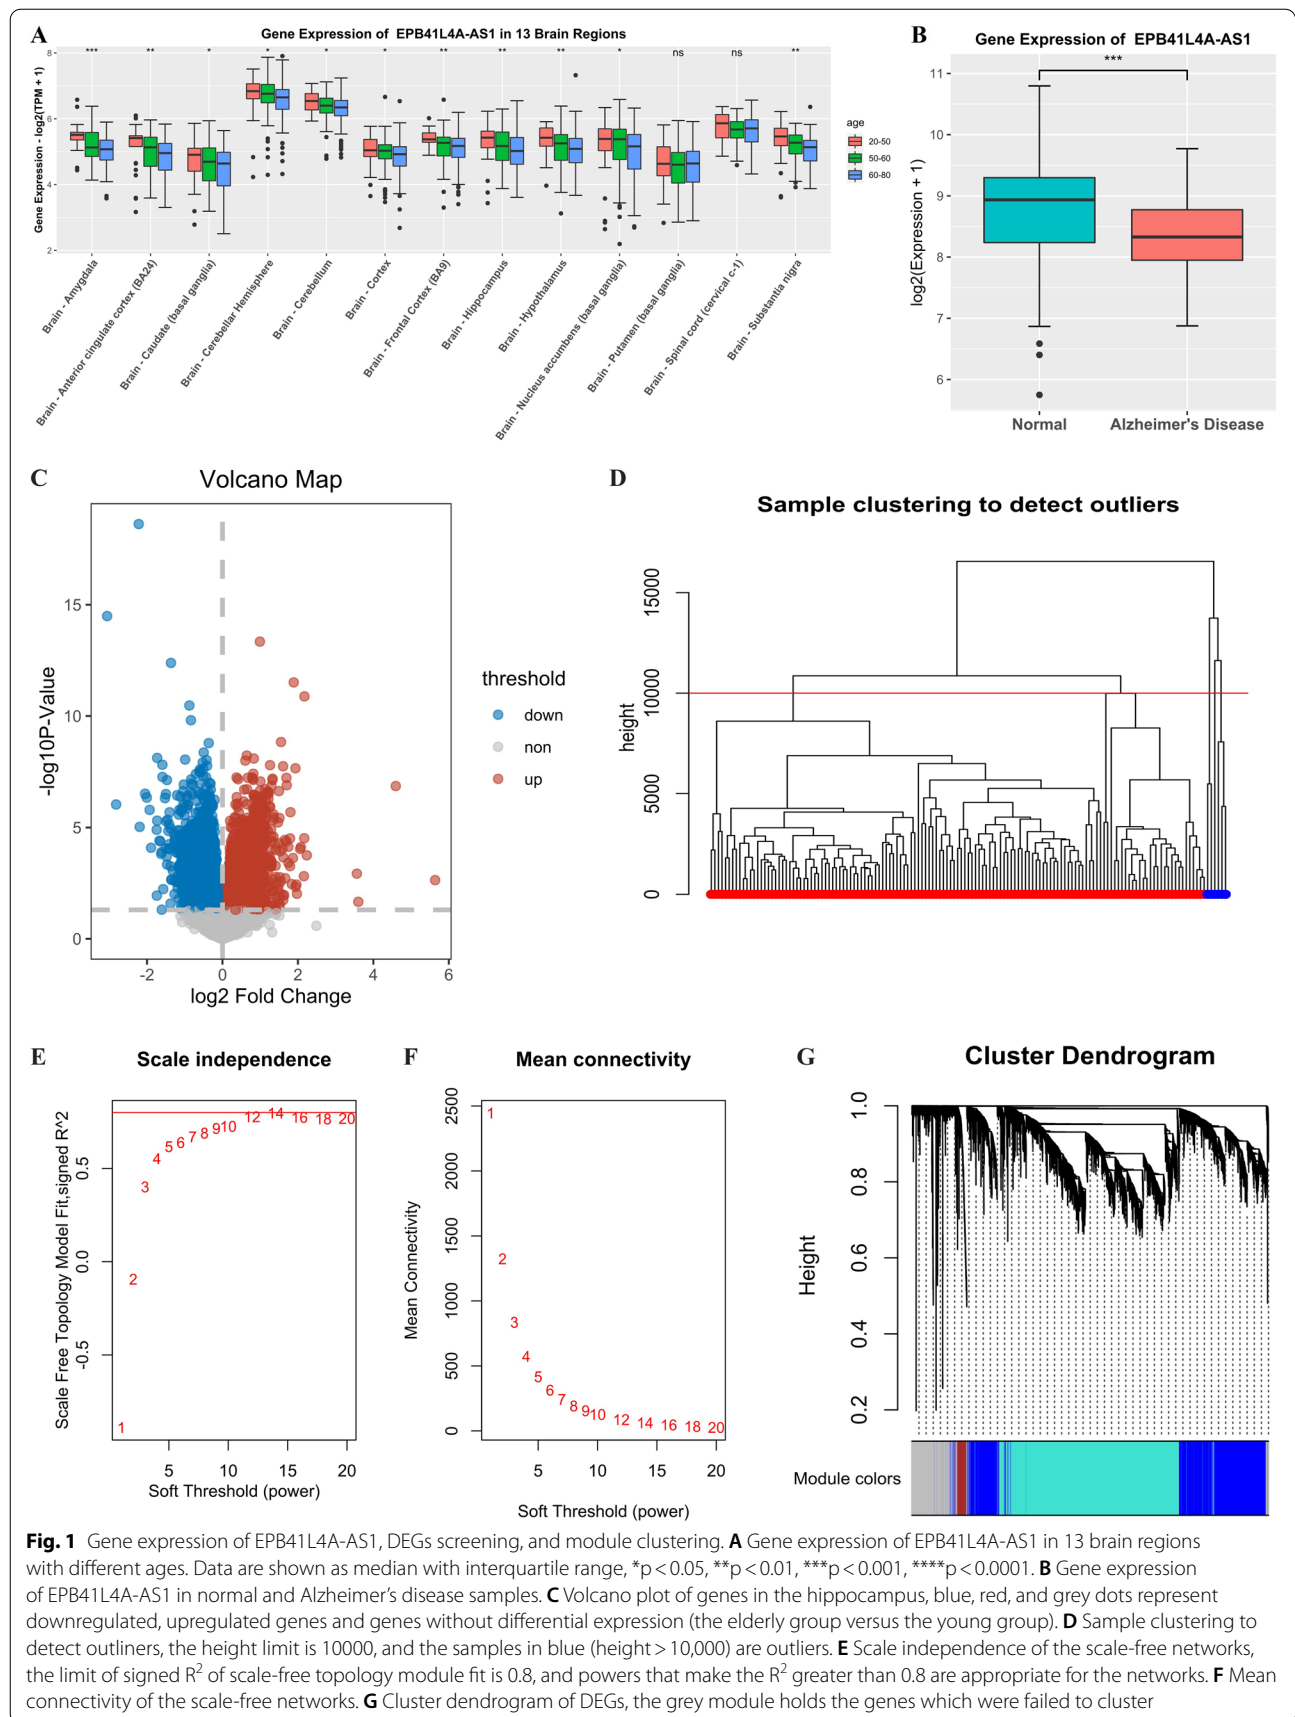 A
Gene Expression of EPB41L4A-AS1 in 13 Brain Regions
Gene Expression - log2(TPM + 1)
8
6
4
2
***
**
*
*
*
*
**
**
**
*
ns
ns
**
Brain - Amygdala
Brain - Anterior cingulate cortex (BA24)
Brain - Caudate (basal ganglia)
Brain - Cerebellar Hemisphere
Brain - Cerebellum
Brain - Cortex
Brain - Frontal Cortex (BA9)
Brain - Hippocampus
Brain - Hypothalamus
Brain - Nucleus accumbens (basal ganglia)
Brain - Putamen (basal ganglia)
Brain - Spinal cord (cervical c-1)
Brain - Substantia nigra
age
20-50
50-60
60-80
B
Gene Expression of EPB41L4A-AS1
***
log2(Expression + 1)
11
10
9
8
7
6
Normal
Alzheimer's Disease
C
Volcano Map
-log10P-Value
15
10
5
0
-2
0
2
4
6
log2 Fold Change
threshold
down
non
up
D
Sample clustering to detect outliers
height
15000
10000
5000
0
E
Scale independence
Scale Free Topology Model Fit,signed R^2
0.5
0.0
-0.5
1
2
3
4
5
6
7
8
9
10
12
14
16
18
20
5
10
15
20
Soft Threshold (power)
F
Mean connectivity
Mean Connectivity
2500
2000
1500
1000
500
0
1
2
3
4
5
6
7
8
9
10
12
14
16
18
20
5
10
15
20
Soft Threshold (power)
G
Cluster Dendrogram
Height
1.0
0.8
0.6
0.4
0.2
Module colors
Fig. 1 Gene expression of EPB41L4A-AS1, DEGs screening, and module clustering. A Gene expression of EPB41L4A-AS1 in 13 brain regions
with different ages. Data are shown as median with interquartile range, *p < 0.05, **p < 0.01, ***p < 0.001, ****p < 0.0001. B Gene expression
of EPB41L4A-AS1 in normal and Alzheimer's disease samples. C Volcano plot of genes in the hippocampus, blue, red, and grey dots represent
downregulated, upregulated genes and genes without differential expression (the elderly group versus the young group). D Sample clustering to
detect outliners, the height limit is 10000, and the samples in blue (height > 10,000) are outliers. E Scale independence of the scale-free networks,
the limit of signed R² of scale-free topology module fit is 0.8, and powers that make the R² greater than 0.8 are appropriate for the networks. F Mean
connectivity of the scale-free networks. G Cluster dendrogram of DEGs, the grey module holds the genes which were failed to cluster